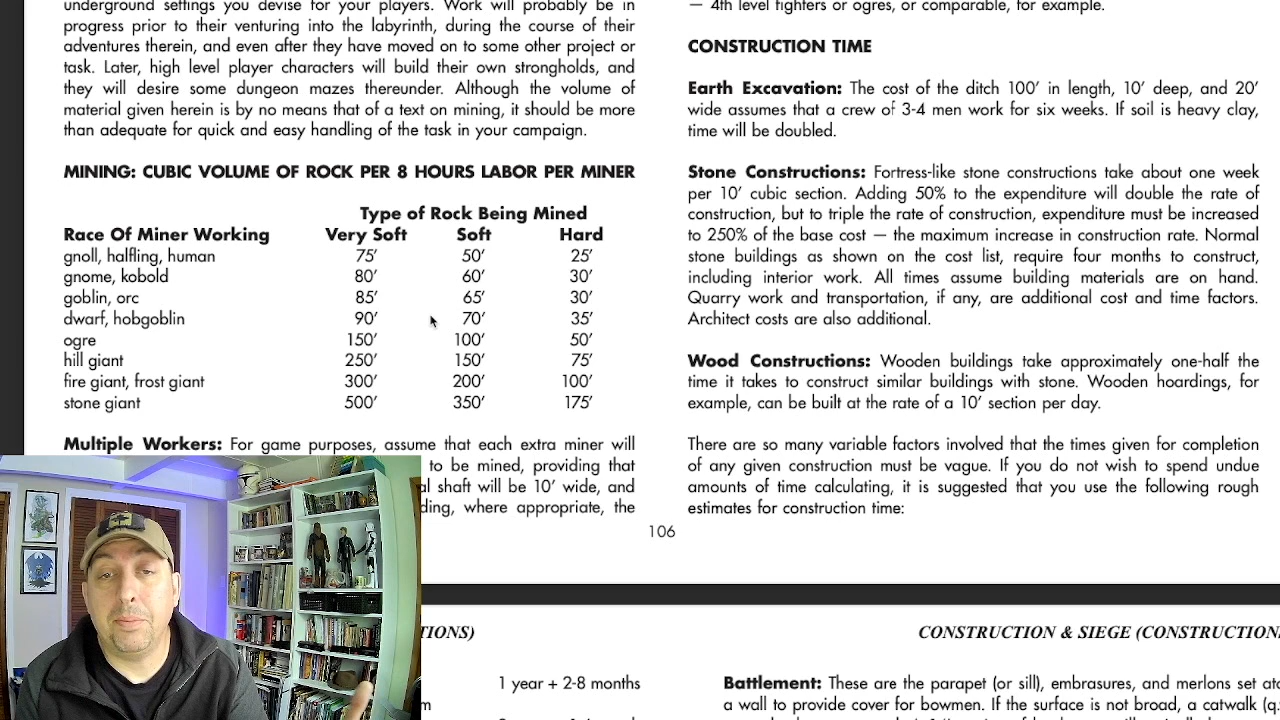 underground settings you devise for your players. Work will probably be in
progress prior to their venturing into the labyrinth, during the course of their
adventures therein, and even after they have moved on to some other project or
task. Later, high level player characters will build their own strongholds, and
they will desire some dungeon mazes thereunder. Although the volume of
material given herein is by no means that of a text on mining, it should be more
than adequate for quick and easy handling of the task in your campaign.
MINING: CUBIC VOLUME OF ROCK PER 8 HOURS LABOR PER MINER
Type of Rock Being Mined
Race Of Miner Working Very Soft Soft Hard
gnoll, halfling, human 75’ 50’ 25’
gnome, kobold 80’ 60’ 30’
goblin, orc 85’ 65’ 30’
dwarf, hobgoblin 90’ 70’ 35’
ogre 150’ 100’ 50’
hill giant 250’ 150’ 75’
fire giant, frost giant 300’ 200’ 100’
stone giant 500’ 350’ 175’
Multiple Workers: For game purposes, assume that each extra miner will
to be mined, providing that
shaft will be 10’ wide, and
where appropriate, the
— 4th level fighters or ogres, or comparable, for example.
CONSTRUCTION TIME
Earth Excavation: The cost of the ditch 100’ in length, 10’ deep, and 20’
wide assumes that a crew of 3-4 men work for six weeks. If soil is heavy clay,
time will be doubled.
Stone Constructions: Fortress-like stone constructions take about one week
per 10’ cubic section. Adding 50% to the expenditure will double the rate of
construction, but to triple the rate of construction, expenditure must be increased
to 250% of the base cost — the maximum increase in construction rate. Normal
stone buildings as shown on the cost list, require four months to construct,
including interior work. All times assume building materials are on hand.
Quarry work and transportation, if any, are additional cost and time factors.
Architect costs are also additional.
Wood Constructions: Wooden buildings take approximately one-half the
time it takes to construct similar buildings with stone. Wooden hoardings, for
example, can be built at the rate of a 10’ section per day.
There are so many variable factors involved that the times given for completion
of any given construction must be vague. If you do not wish to spend undue
amounts of time calculating, it is suggested that you use the following rough
estimates for construction time:
106
CONSTRUCTION & SIEGE
1 year + 2-8 months
Battlement: These are the parapet (or sill), embrasures, and merlons set
a wall to provide cover for bowmen. If the surface is not broad, a catwalk (q.